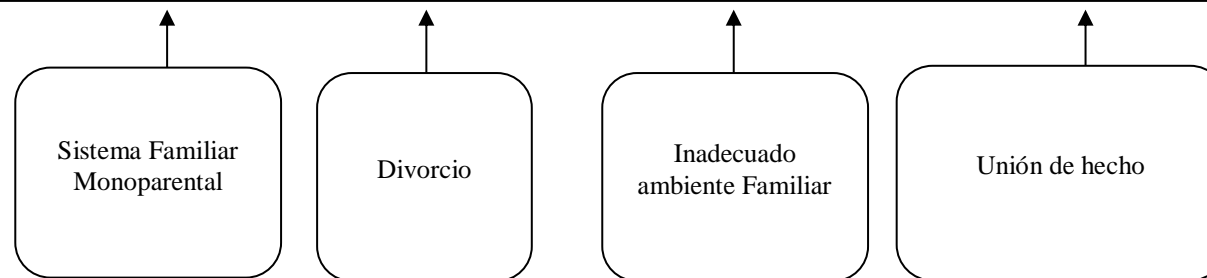 Sistema Familiar
Monoparental
Divorcio
Inadecuado
ambiente Familiar
Unión de hecho